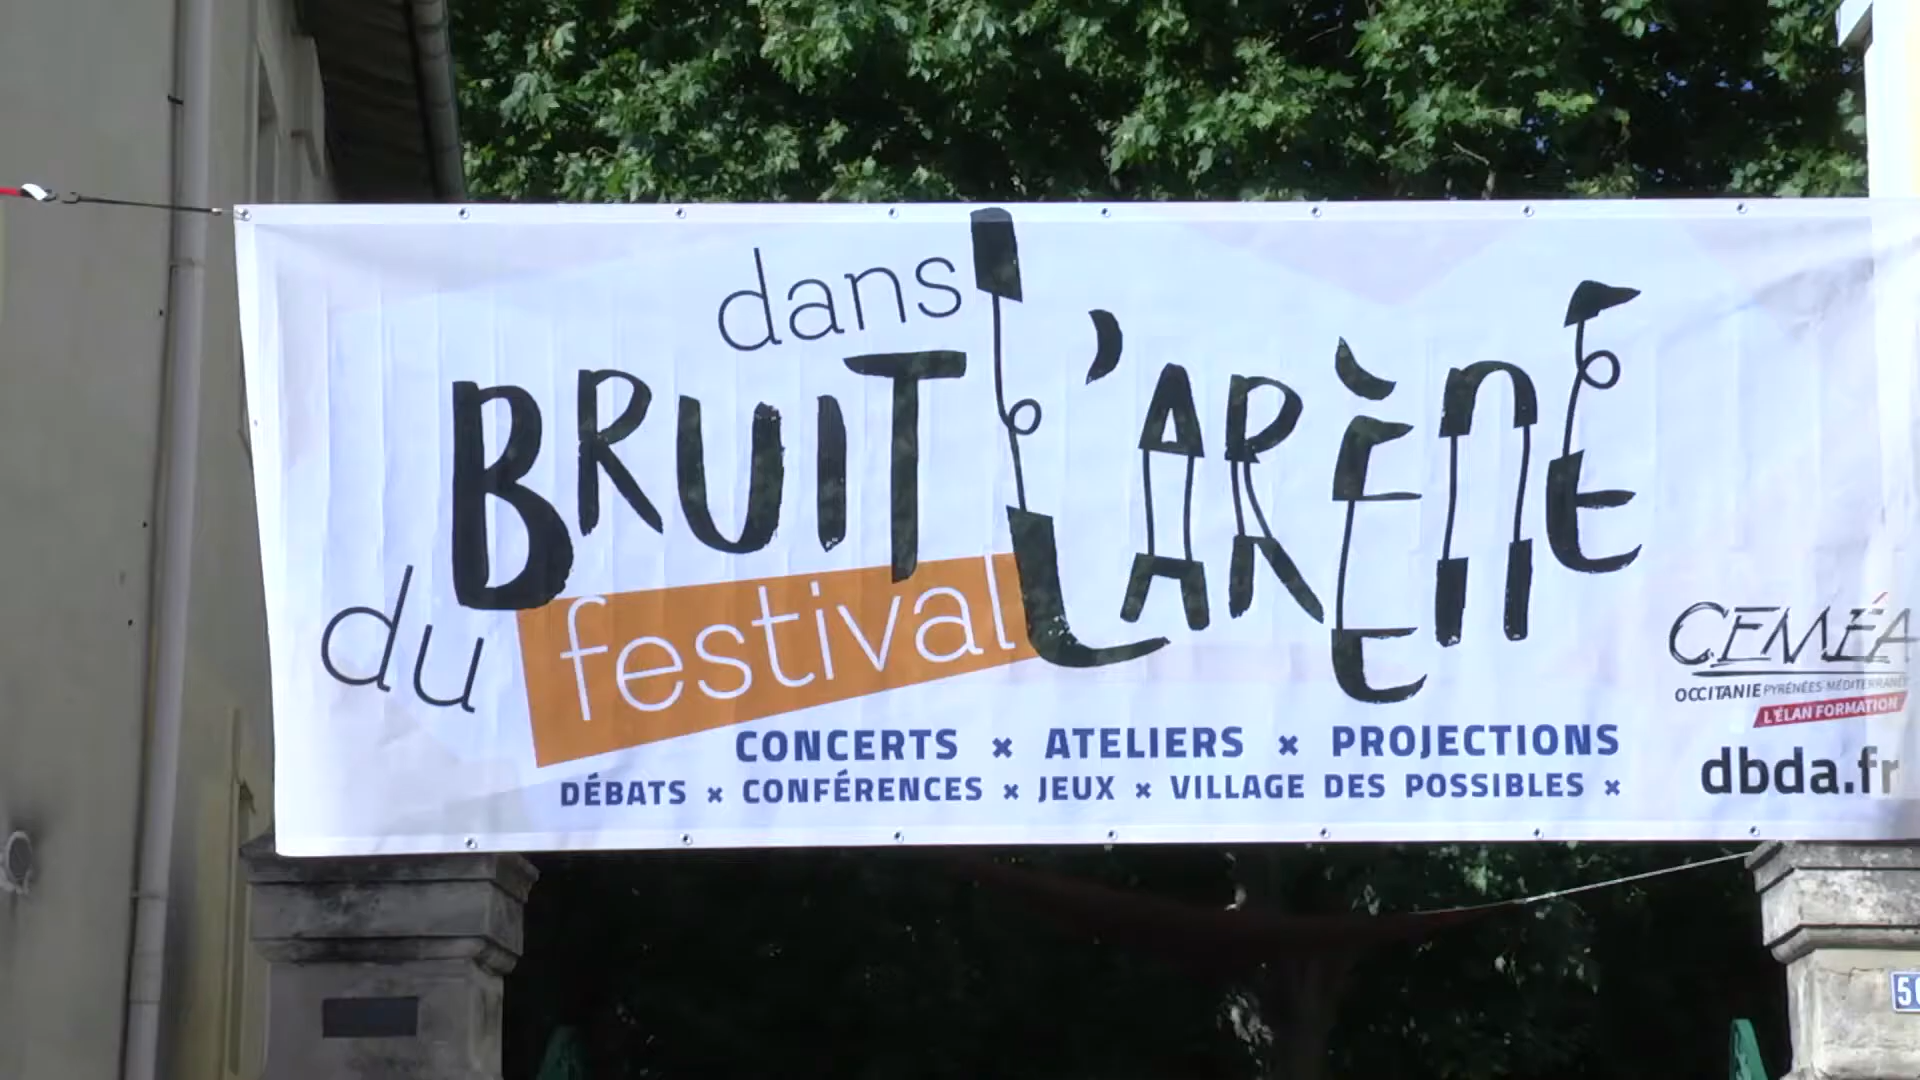 du BRUIT dans L'ARÈNE
festival
CONCERTS × ATELIERS × PROJECTIONS
DÉBATS × CONFÉRENCES × JEUX × VILLAGE DES POSSIBLES ×
CEMÉA
OCCITANIE PYRÉNÉES-MÉDITERRANÉE
L'ÉLAN FORMATION
dbda.fr